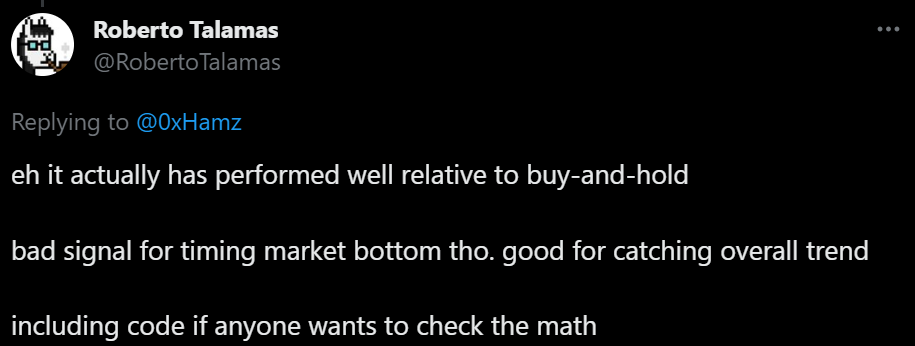 Roberto Talamas
@RobertoTalamas
Replying to @0xHamz
eh it actually has performed well relative to buy-and-hold
bad signal for timing market bottom tho. good for catching overall trend
including code if anyone wants to check the math